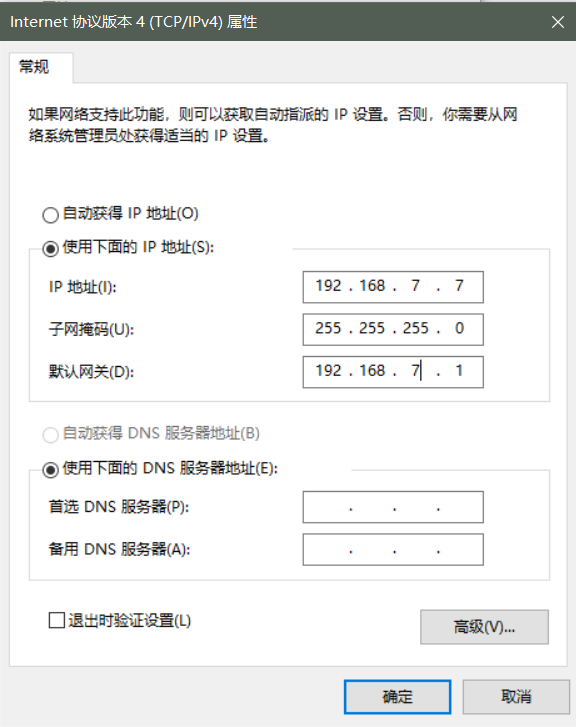 Internet 协议版本 4 (TCP/IPv4) 属性
常规
如果网络支持此功能，则可以获取自动指派的 IP 设置。否则，你需要从网
络系统管理员处获得适当的 IP 设置。
自动获得 IP 地址(O)
使用下面的 IP 地址(S):
IP 地址(I): 192 . 168 . 7 . 7
子网掩码(U): 255 . 255 . 255 . 0
默认网关(D): 192 . 168 . 7 . 1
自动获得 DNS 服务器地址(B)
使用下面的 DNS 服务器地址(E):
首选 DNS 服务器(P): . . .
备用 DNS 服务器(A): . . .
退出时验证设置(L)
高级(V)...
确定 取消